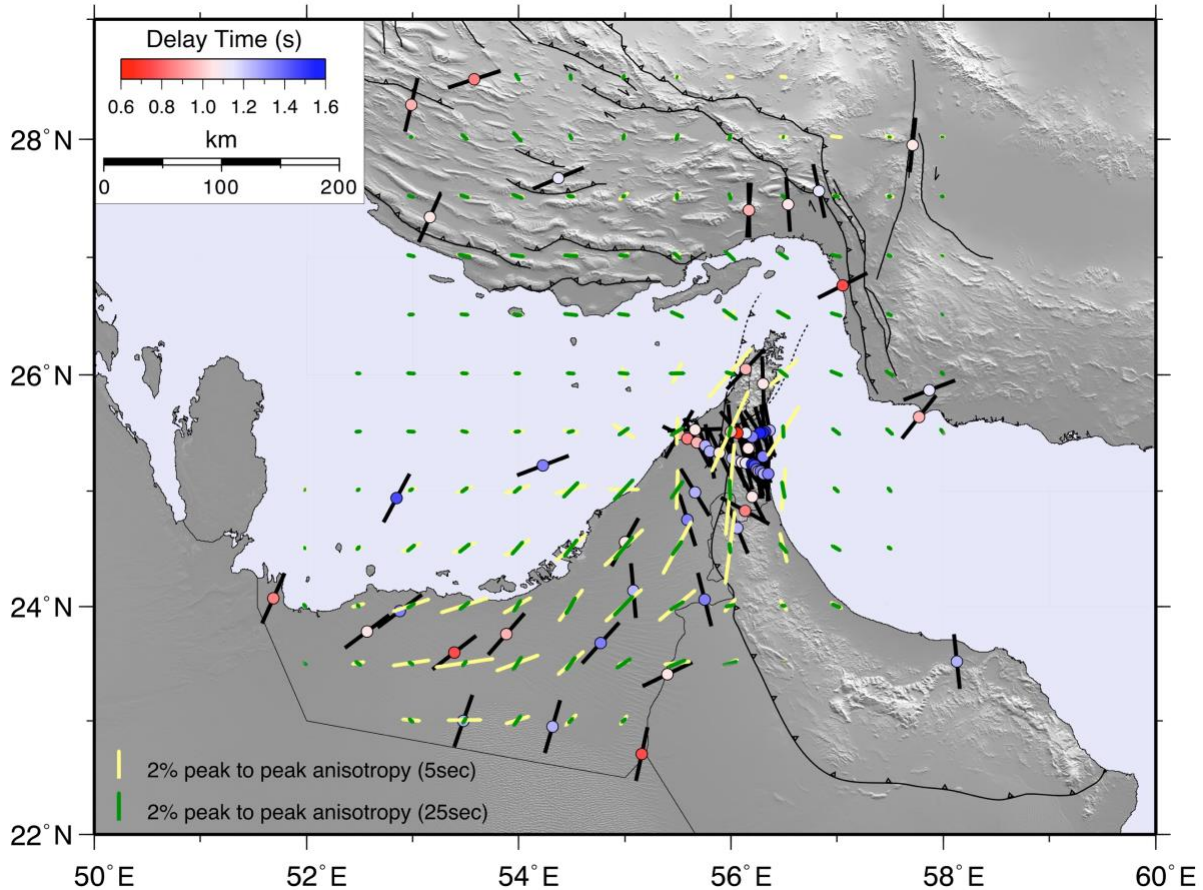 Delay Time (s)
0.6 0.8 1.0 1.2 1.4 1.6
km
0 100 200
28°N
26°N
24°N
22°N
2% peak to peak anisotropy (5sec)
2% peak to peak anisotropy (25sec)
50°E 52°E 54°E 56°E 58°E 60°E